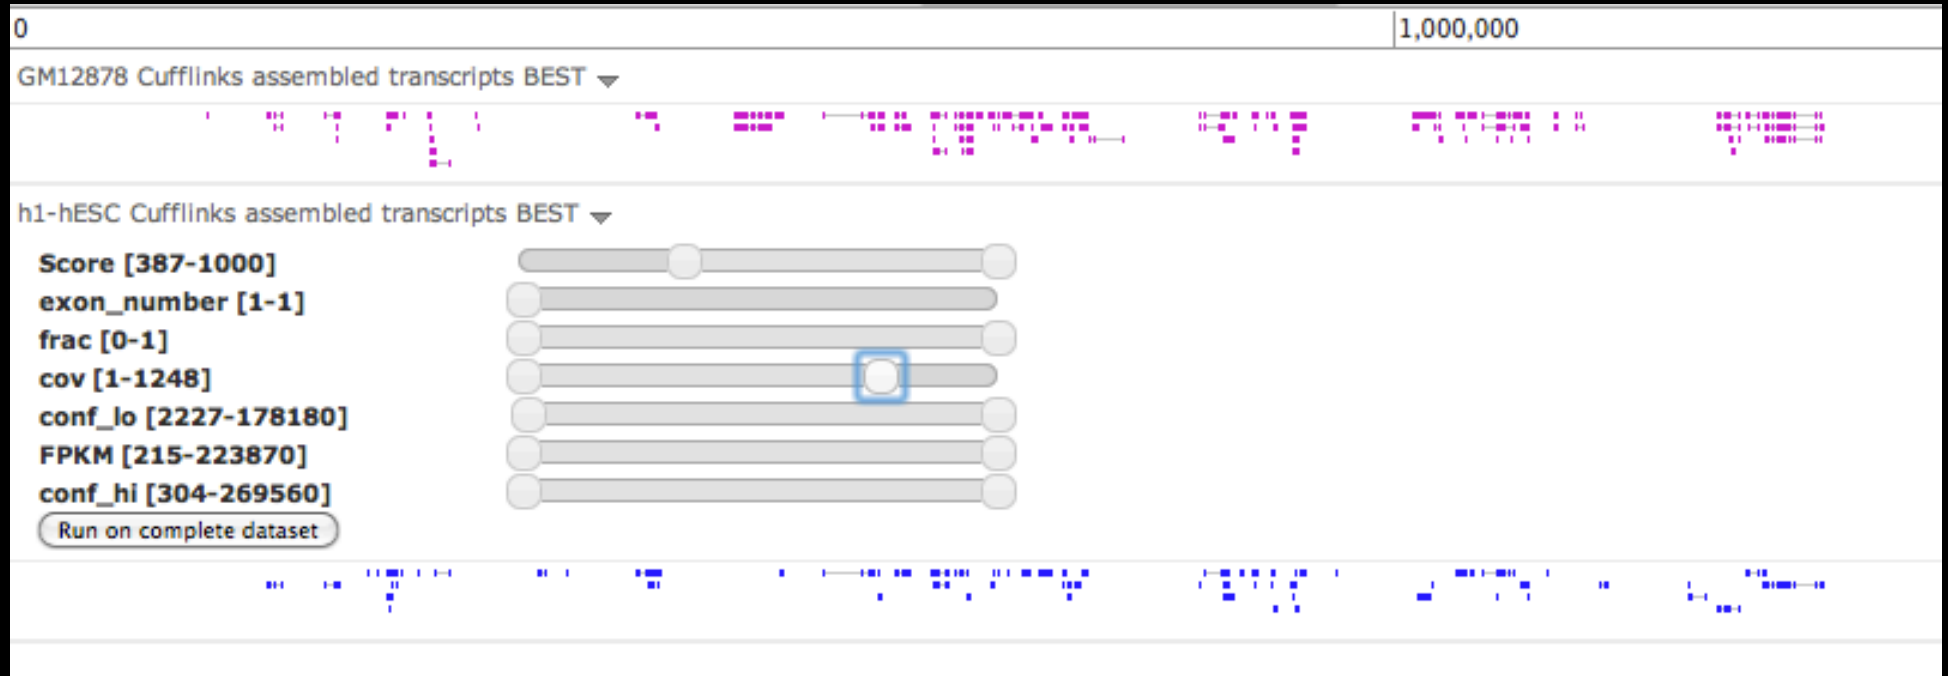 0 1,000,000
GM12878 Cufflinks assembled transcripts BEST
h1-hESC Cufflinks assembled transcripts BEST
Score [387-1000]
exon_number [1-1]
frac [0-1]
cov [1-1248]
conf_lo [2227-178180]
FPKM [215-223870]
conf_hi [304-269560]
Run on complete dataset